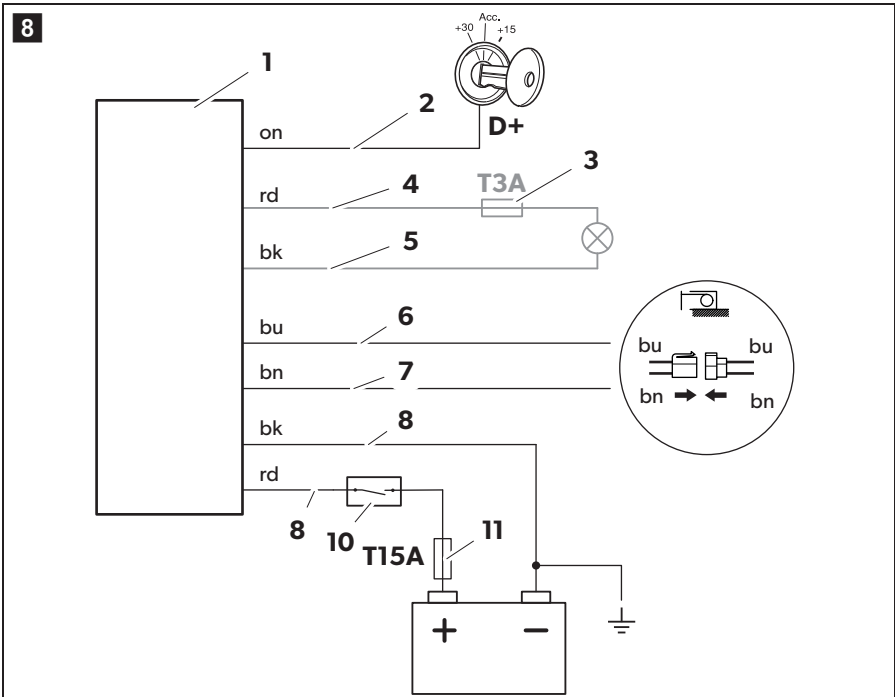 8
Acc.
+30 +15
1
on 2 D+
rd 4 T3A 3
bk 5
bu 6
bu bu
bn 7
bn bn
bk 8
rd
8 10 T15A 11
+ −